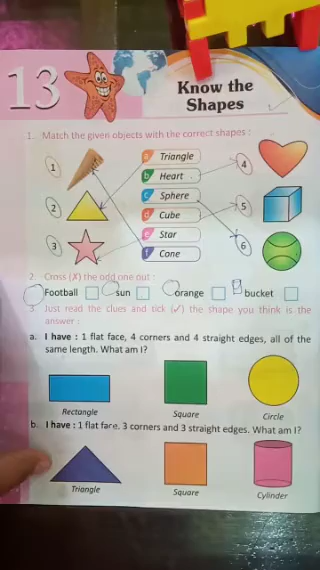 13
Know the
Shapes
1. Match the given objects with the correct shapes :
1
a Triangle
4
b Heart
2
c Sphere
5
d Cube
3
e Star
6
f Cone
2. Cross (X) the odd one out :
Football sun orange bucket
3. Just read the clues and tick (✓) the shape you think is the
answer :
a. I have : 1 flat face, 4 corners and 4 straight edges, all of the
same length. What am I?
Rectangle Square Circle
b. I have : 1 flat face, 3 corners and 3 straight edges. What am I?
Triangle Square Cylinder